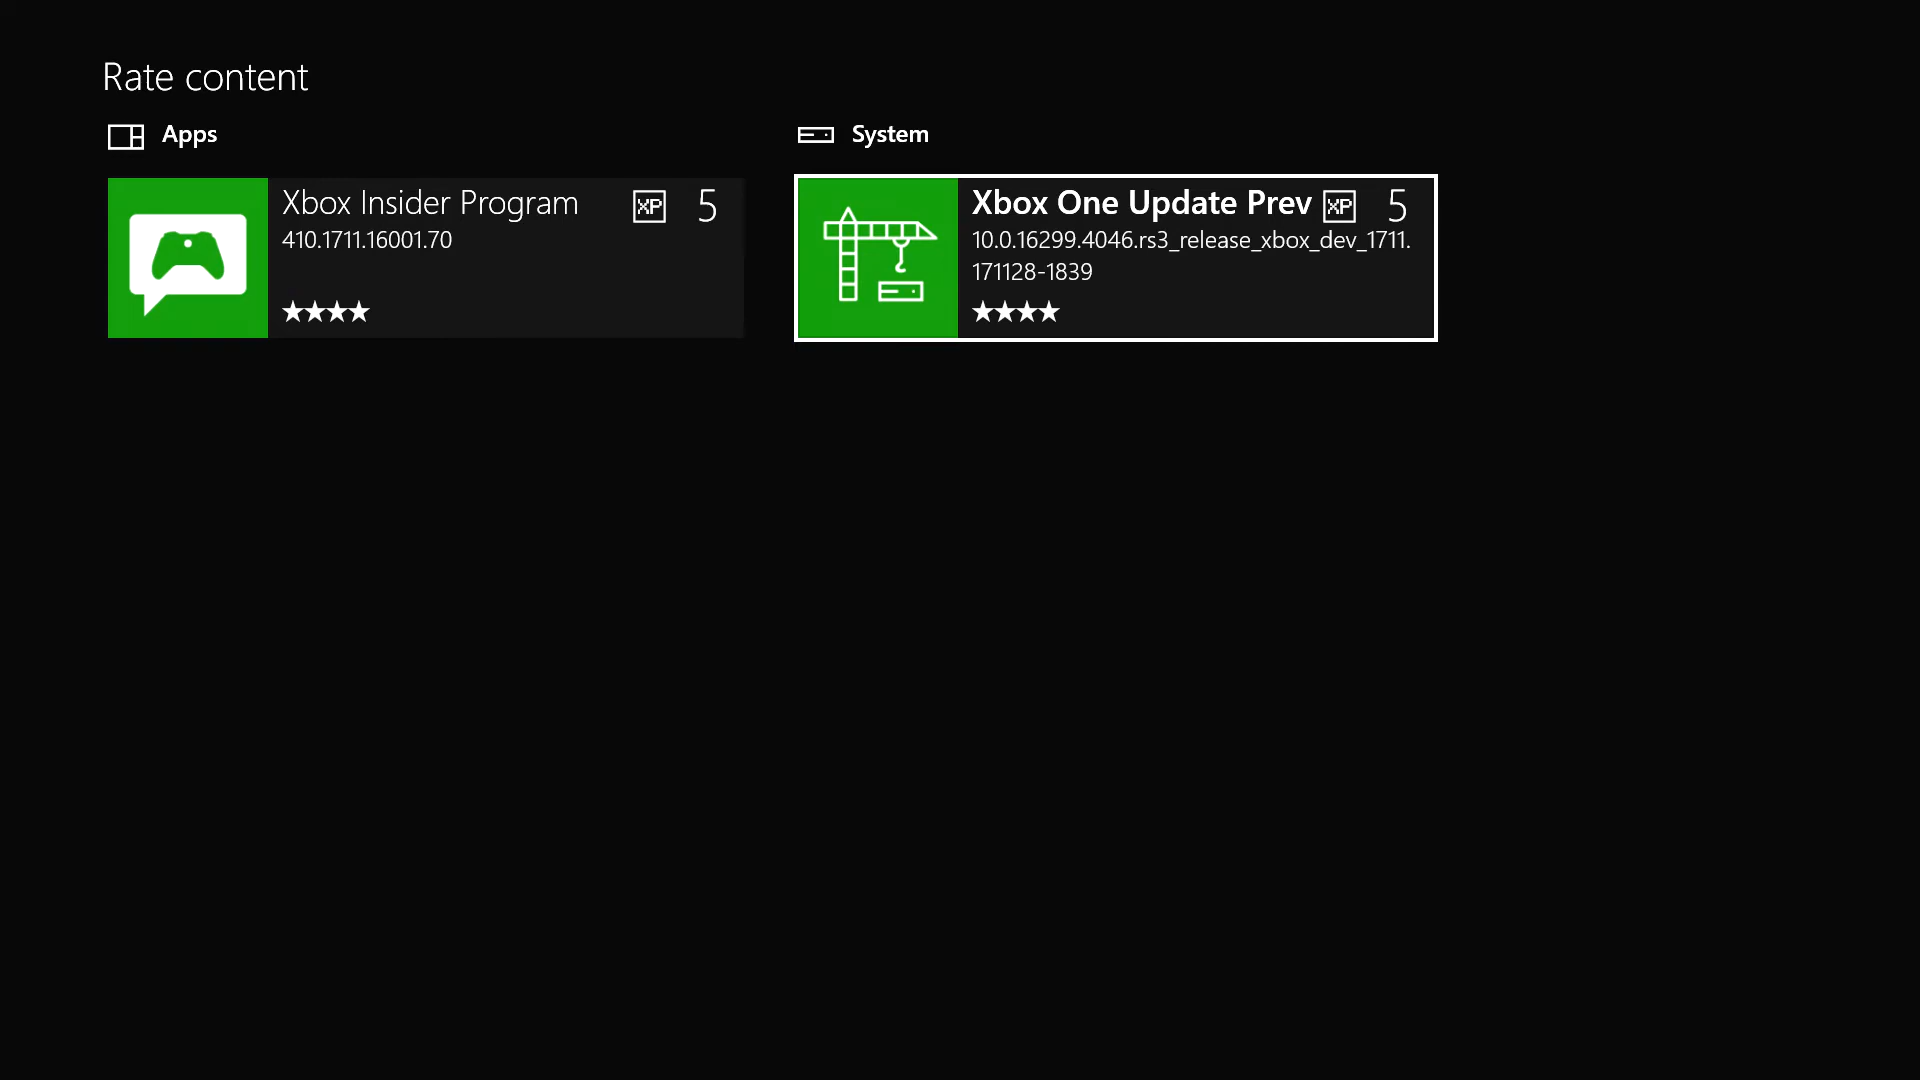 Rate content
Apps
Xbox Insider Program XP 5
410.1711.16001.70
★★★★
System
Xbox One Update Prev XP 5
10.0.16299.4046.rs3_release_xbox_dev_1711.
171128-1839
★★★★